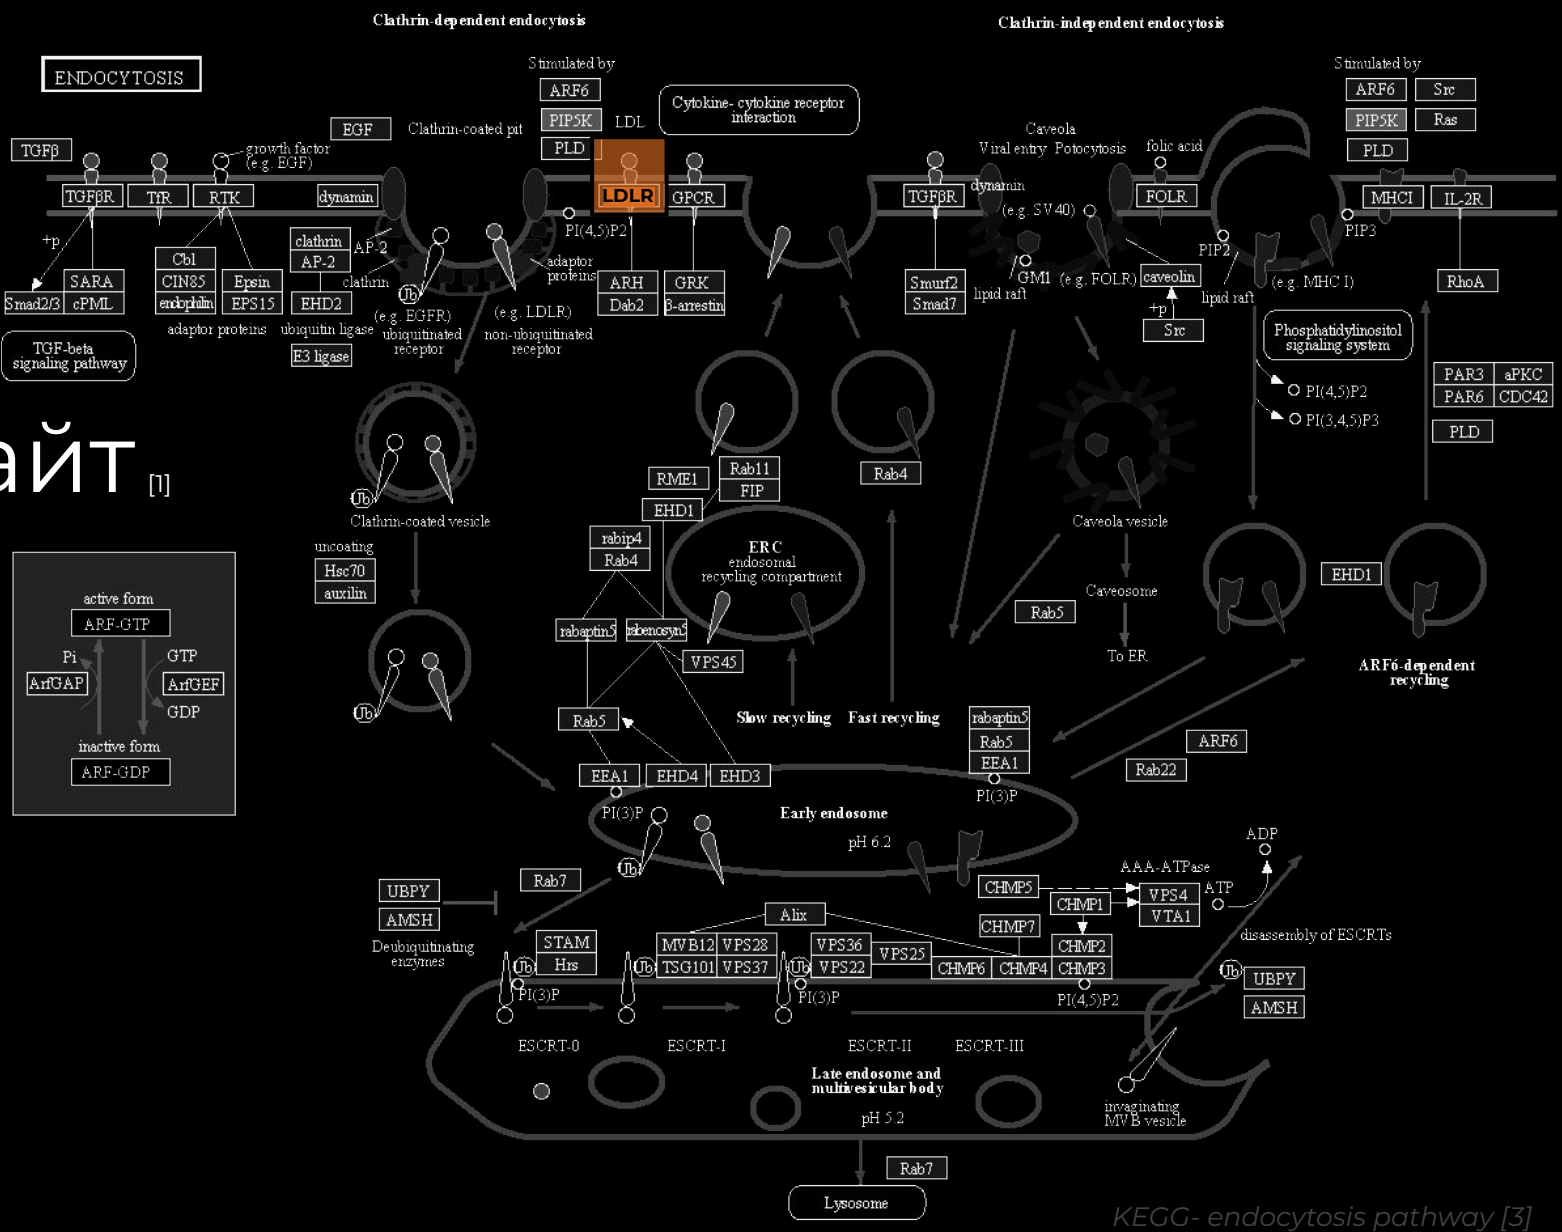 Clathrin-dependent endocytosis
Clathrin-independent endocytosis
ENDOCYTOSIS
Stimulated by
ARF6
PIP5K
PLD
LDL
Cytokine- cytokine receptor
interaction
Stimulated by
ARF6
Src
PIP5K
Ras
PLD
TGFβ
growth factor
(e.g. EGF)
EGF
Clathrin-coated pit
Caveola
Viral entry Potocytosis
folic acid
TGFβR
TfR
RTK
dynamin
LDLR
GPCR
TGFβR
dynamin
FOLR
MHCI
IL-2R
+p
Cbl
CIN85
endophilin
Epsin
EPS15
adaptor proteins
SARA
cPML
Smad2/3
TGF-beta
signaling pathway
clathrin
AP-2
EHD2
ubiquitin ligase
E3 ligase
AP-2
clathrin
Ub
(e.g. EGFR)
ubiquitinated
receptor
(e.g. LDLR)
non-ubiquitinated
receptor
adaptor
proteins
PI(4,5)P2
ARH
Dab2
GRK
β-arrestin
Smurf2
Smad7
(e.g. SV40)
GM1
lipid raft
(e.g. FOLR)
caveolin
+p
Src
PIP2
lipid raft
(e.g. MHC I)
PIP3
RhoA
Phosphatidylinositol
signaling system
PI(4,5)P2
PI(3,4,5)P3
PAR3
aPKC
PAR6
CDC42
PLD
айт [1]
Ub
Clathrin-coated vesicle
uncoating
Hsc70
auxilin
Ub
RME1
Rab11
FIP
EHD1
Rab4
rabip4
Rab4
ERC
endosomal
recycling compartment
rabaptin5
rabenosyn5
VPS45
Caveola vesicle
Caveosome
Rab5
To ER
EHD1
ARF6-dependent
recycling
active form
ARF-GTP
Pi
GTP
ArfGAP
ArfGEF
GDP
inactive form
ARF-GDP
Rab5
Slow recycling
Fast recycling
EEA1
EHD4
EHD3
PI(3)P
rabaptin5
Rab5
EEA1
PI(3)P
ARF6
Rab22
Early endosome
pH 6.2
Ub
Rab7
UBPY
AMSH
Deubiquitinating
enzymes
STAM
Hrs
Ub
PI(3)P
Alix
MVB12
VPS28
TSG101
VPS37
Ub
VPS36
VPS22
VPS25
Ub
PI(3)P
CHMP5
CHMP1
CHMP7
CHMP2
CHMP6
CHMP4
CHMP3
PI(4,5)P2
AAA-ATPase
VPS4
VTA1
ATP
ADP
disassembly of ESCRTs
Ub
UBPY
AMSH
ESCRT-0
ESCRT-I
ESCRT-II
ESCRT-III
Late endosome and
multivesicular body
pH 5.2
invaginating
MVB vesicle
Rab7
Lysosome
KEGG- endocytosis pathway [3]